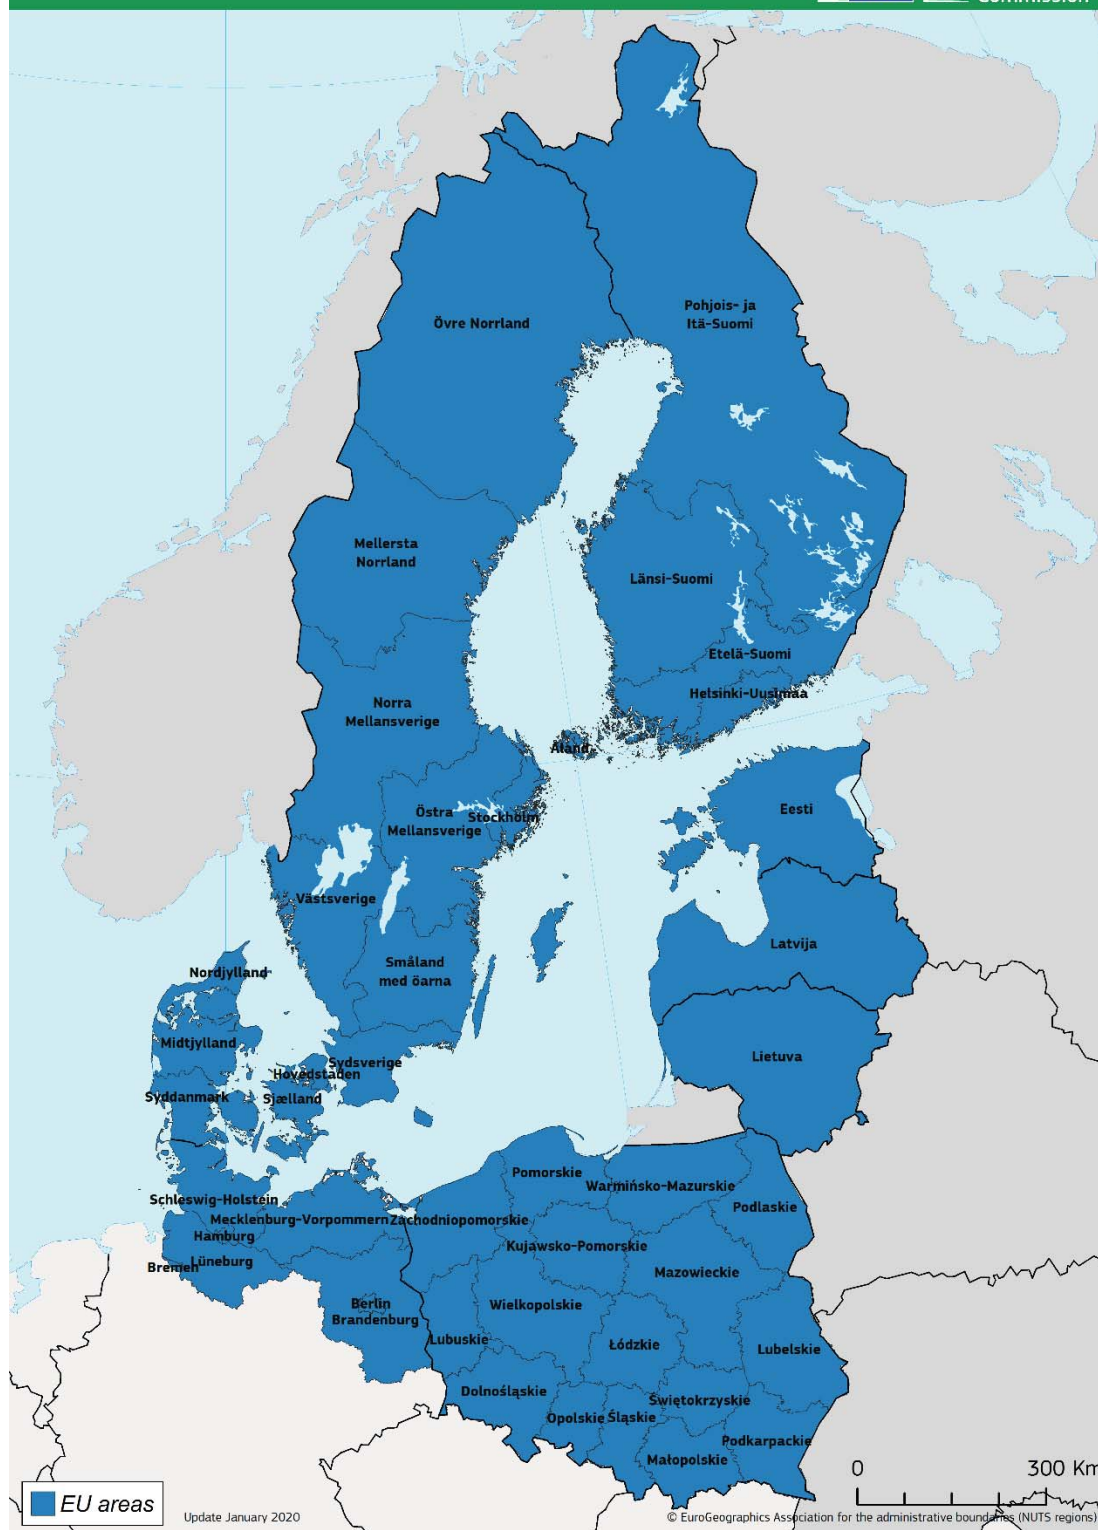 Commission
Övre Norrland
Pohjois- ja
Itä-Suomi
Mellersta
Norrland
Länsi-Suomi
Etelä-Suomi
Helsinki-Uusimaa
Norra
Mellansverige
Åland
Östra
Mellansverige
Stockholm
Eesti
Västsverige
Latvija
Småland
med öarna
Nordjylland
Midtjylland
Lietuva
Sydsverige
Hovedstaden
Syddanmark
Sjælland
Pomorskie
Warmińsko-Mazurskie
Schleswig-Holstein
Podlaskie
Mecklenburg-Vorpommern
Zachodniopomorskie
Hamburg
Kujawsko-Pomorskie
Lüneburg
Bremen
Mazowieckie
Berlin
Brandenburg
Wielkopolskie
Lubuskie
Łódzkie
Lubelskie
Dolnośląskie
Świętokrzyskie
Opolskie
Śląskie
Podkarpackie
Małopolskie
0 300 Km
EU areas
Update January 2020
© EuroGeographics Association for the administrative boundaries (NUTS regions)